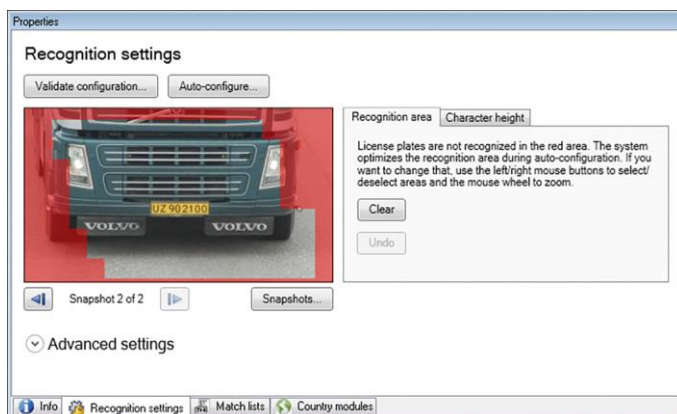 Properties
Recognition settings
Validate configuration...
Auto-configure...
UZ 902100
VOLVO
VOLVO
Snapshot 2 of 2
Snapshots...
Recognition area
Character height
License plates are not recognized in the red area. The system
optimizes the recognition area during auto-configuration. If you
want to change that, use the left/right mouse buttons to select/
deselect areas and the mouse wheel to zoom.
Clear
Undo
Advanced settings
Info
Recognition settings
Match lists
Country modules